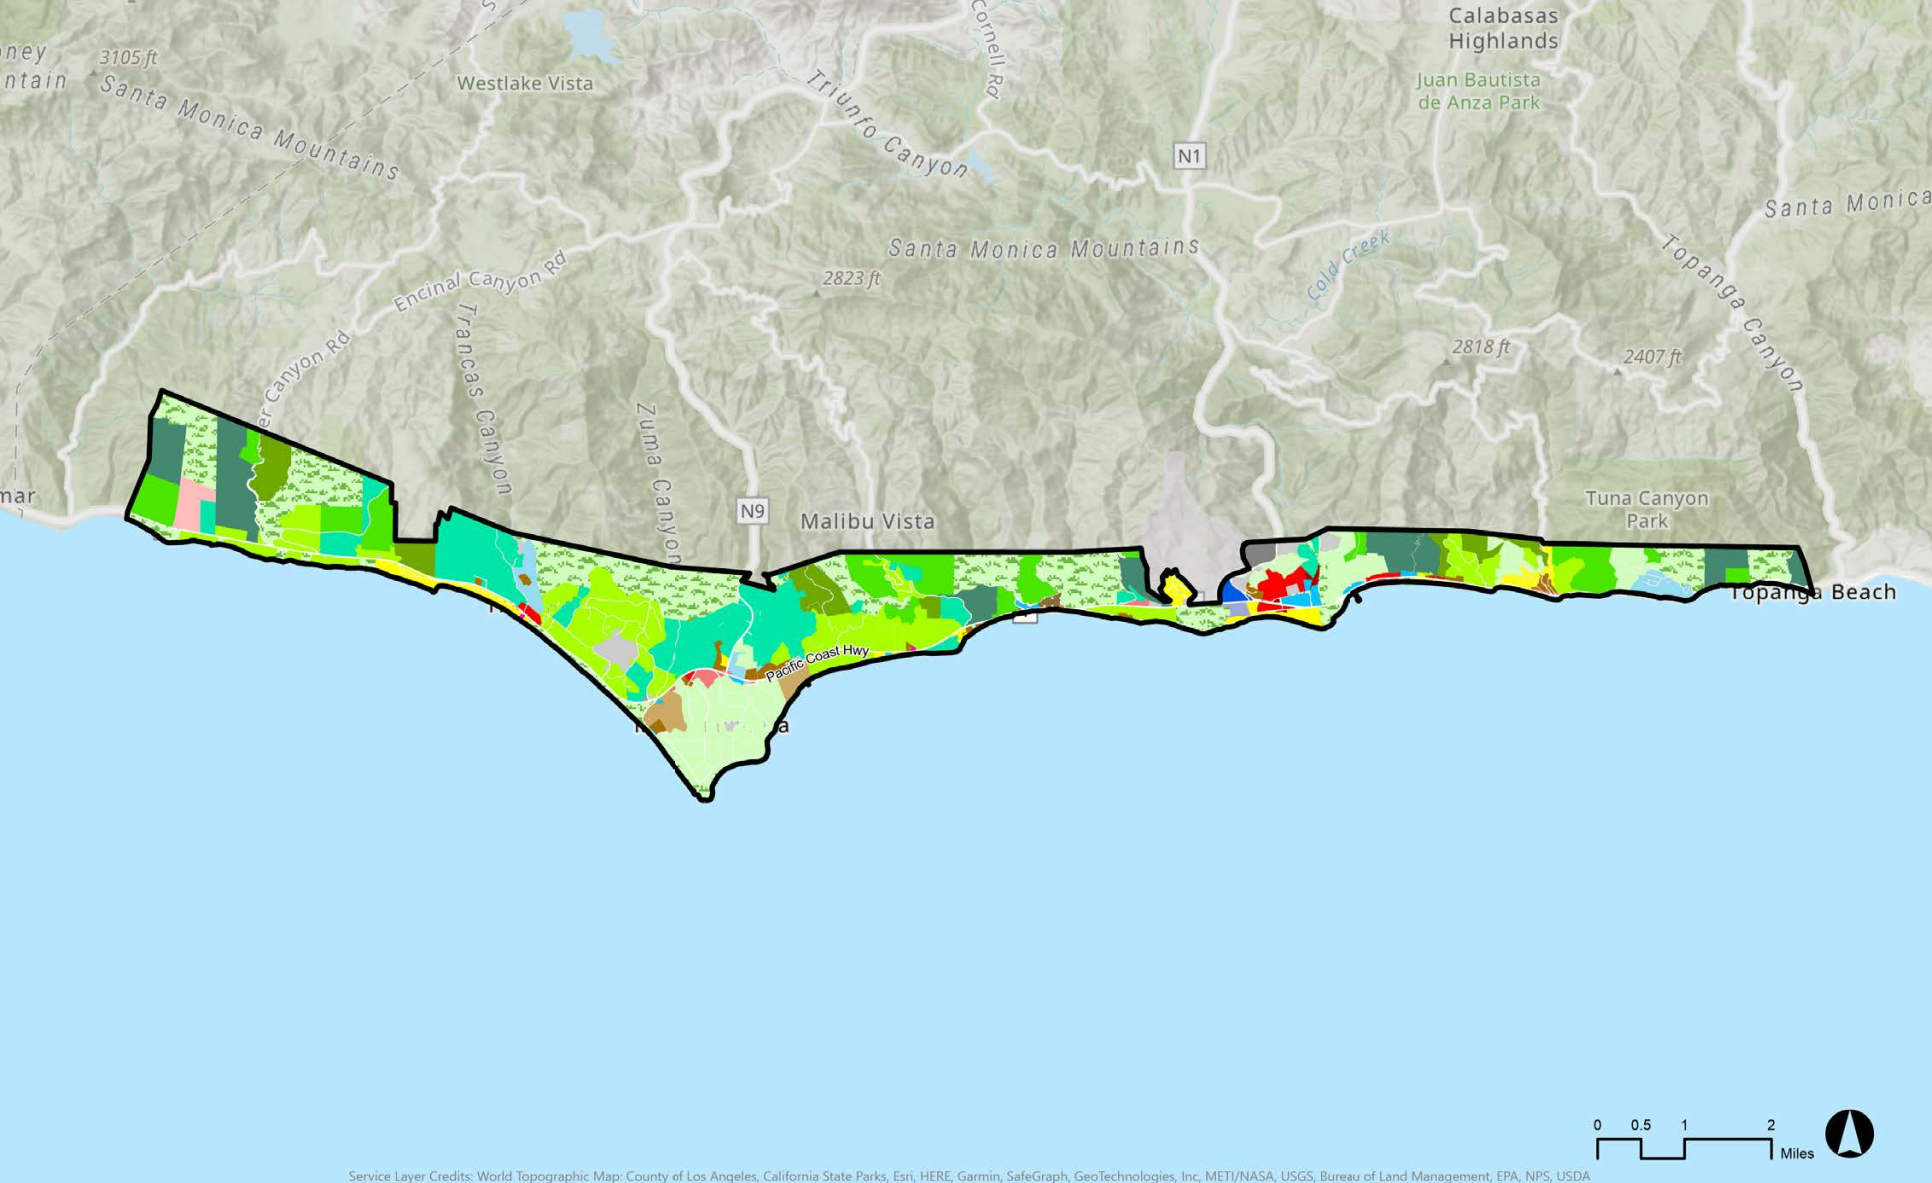 Calabasas
Highlands
3105 ft
Santa Monica Mountains
Westlake Vista
Triunfo Canyon
Cornell Rd
Juan Bautista
de Anza Park
N1
Santa Monica
Santa Monica Mountains
Cold Creek
Topanga Canyon
Encinal Canyon Rd
2823 ft
Trancas Canyon
Canyon Rd
2818 ft
2407 ft
Zuma Canyon
N9
Malibu Vista
Tuna Canyon
Park
Topanga Beach
Pacific Coast Hwy
0 0.5 1 2
Miles
Service Layer Credits: World Topographic Map: County of Los Angeles, California State Parks, Esri, HERE, Garmin, SafeGraph, GeoTechnologies, Inc, METI/NASA, USGS, Bureau of Land Management, EPA, NPS, USDA